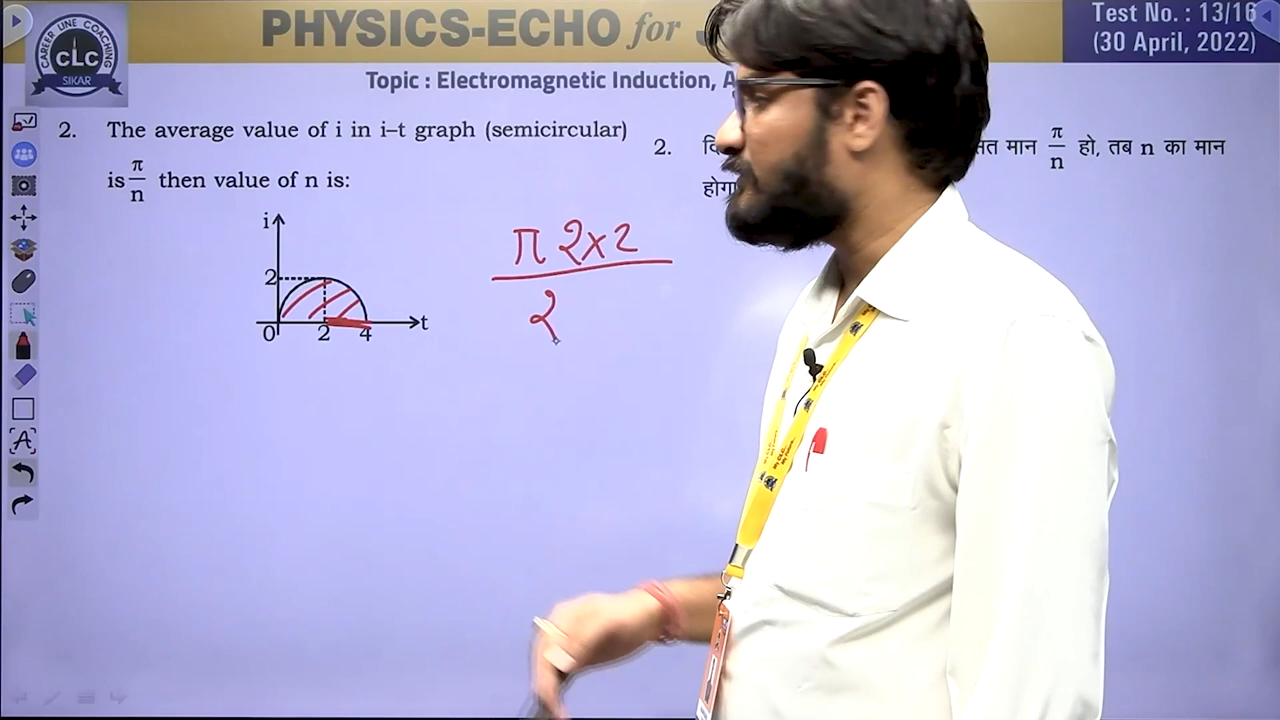 PHYSICS-ECHO for
Test No. : 13/16
(30 April, 2022)
CAREER LINE COACHING
CLC
SIKAR
Topic : Electromagnetic Induction,
2. The average value of i in i–t graph (semicircular)
is π/n then value of n is:
2. मान π/n हो, तब n का मान
i
2
0 2 4 t
π 2×2
2